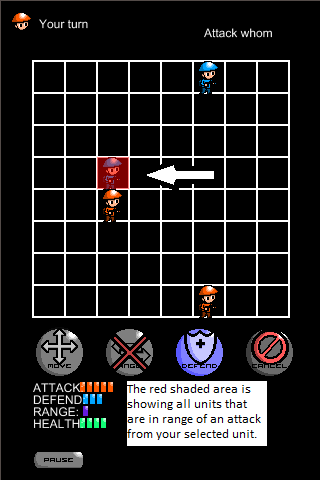 Your turn
Attack whom
MOVE
DEFEND
CANCEL
ATTACK
DEFEND
RANGE:
HEALTH
The red shaded area is
showing all units that
are in range of an attack
from your selected unit.
PAUSE